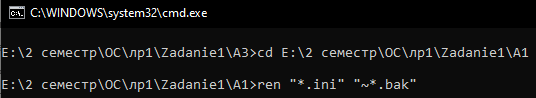 C:\WINDOWS\system32\cmd.exe
E:\2 семестр\ОС\лр1\Zadanie1\A3>cd E:\2 семестр\ОС\лр1\Zadanie1\A1
E:\2 семестр\ОС\лр1\Zadanie1\A1>ren "*.ini" "~*.bak"